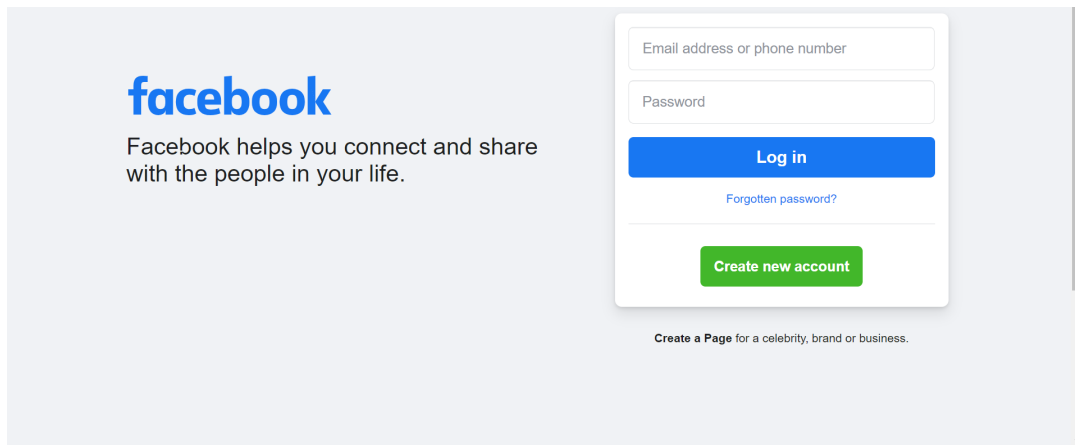 facebook
Facebook helps you connect and share
with the people in your life.
Email address or phone number
Password
Log in
Forgotten password?
Create new account
Create a Page for a celebrity, brand or business.